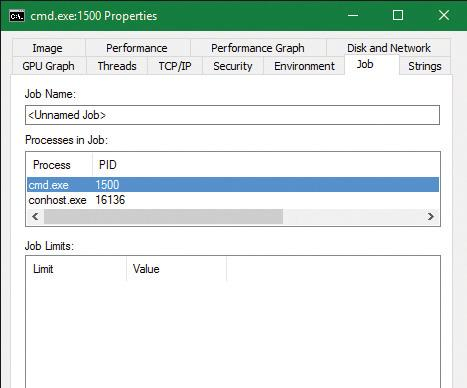 cmd.exe:1500 Properties
Image Performance Performance Graph Disk and Network
GPU Graph Threads TCP/IP Security Environment Job Strings
Job Name:
<Unnamed Job>
Processes in Job:
Process PID
cmd.exe 1500
conhost.exe 16136
Job Limits:
Limit Value